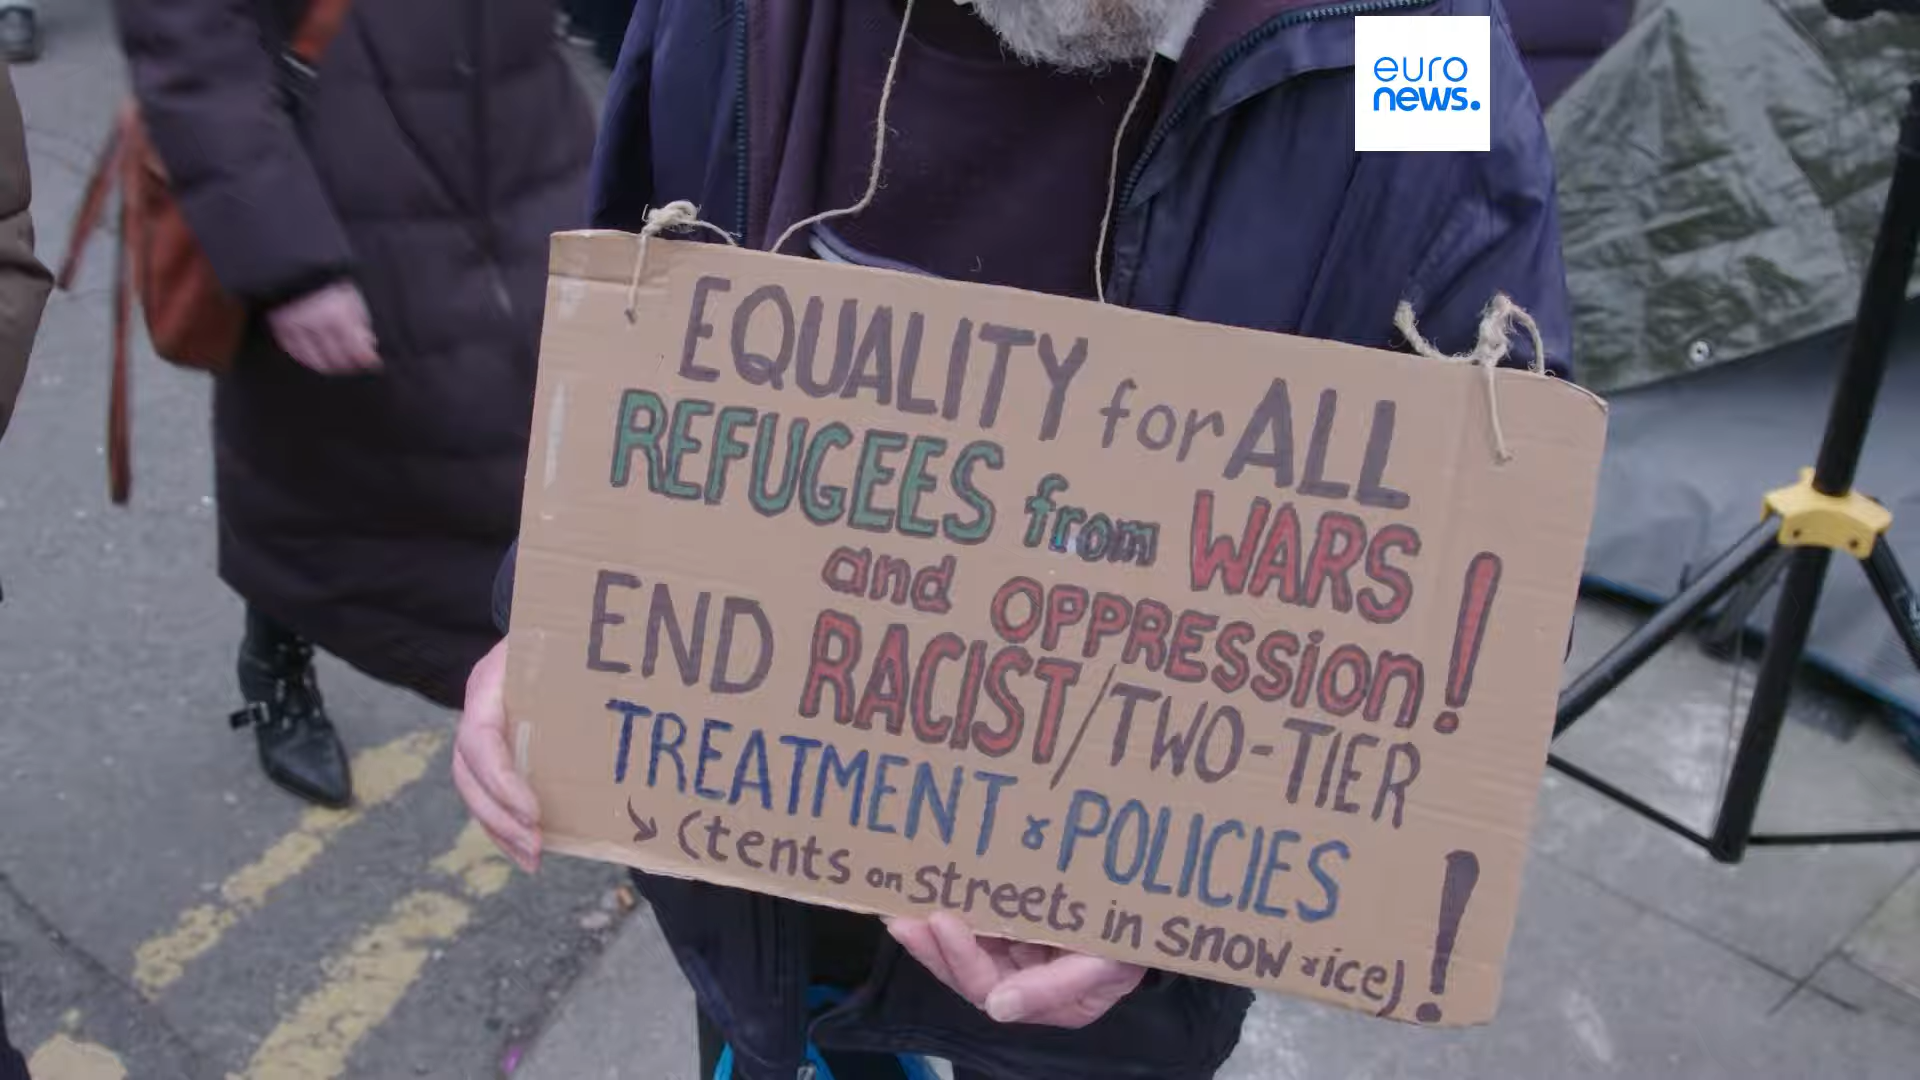 euro
news.
EQUALITY for ALL
REFUGEES from WARS
and OPPRESSION!
END RACIST/TWO-TIER
TREATMENT & POLICIES
(tents on streets in snow & ice)!